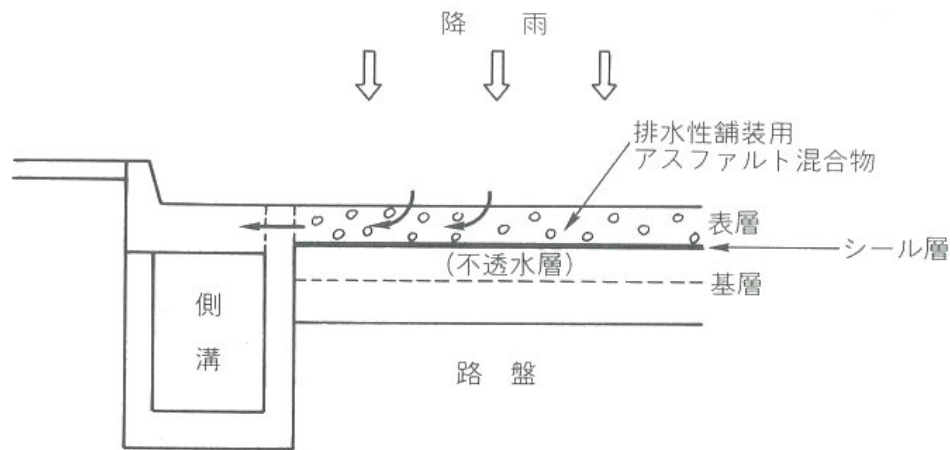 降 雨
排水性舗装用
アスファルト混合物
表層
シール層
(不透水層)
基層
側
溝
路 盤